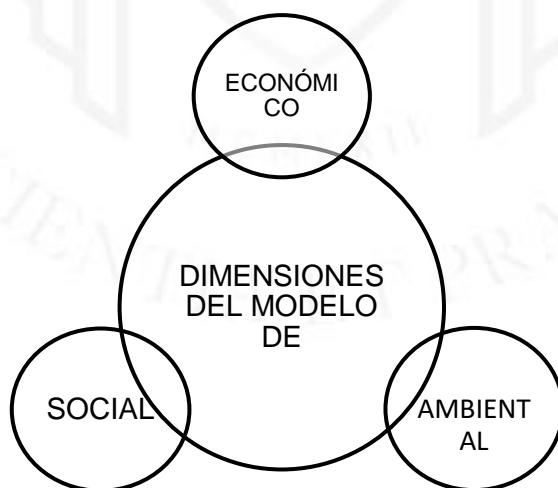 ECONÓMI
CO
DIMENSIONES
DEL MODELO
DE
SOCIAL
AMBIENT
AL